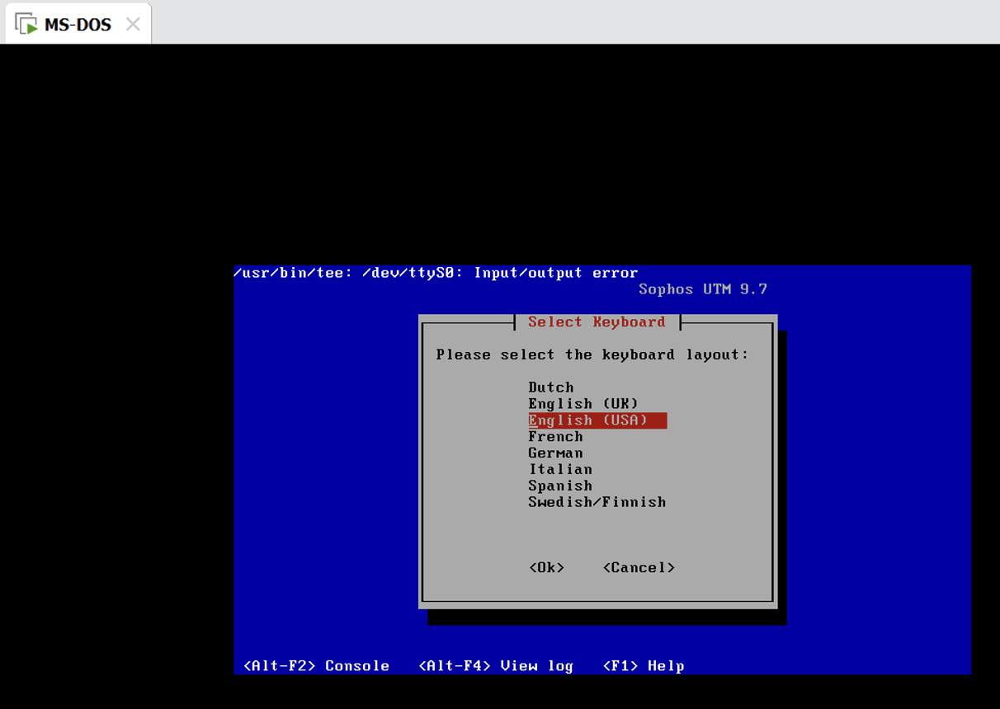 MS-DOS
/usr/bin/tee: /dev/ttyS0: Input/output error
Sophos UTM 9.7
Select Keyboard
Please select the keyboard layout:
Dutch
English (UK)
English (USA)
French
German
Italian
Spanish
Swedish/Finnish
<Ok> <Cancel>
<Alt-F2> Console <Alt-F4> View log <F1> Help